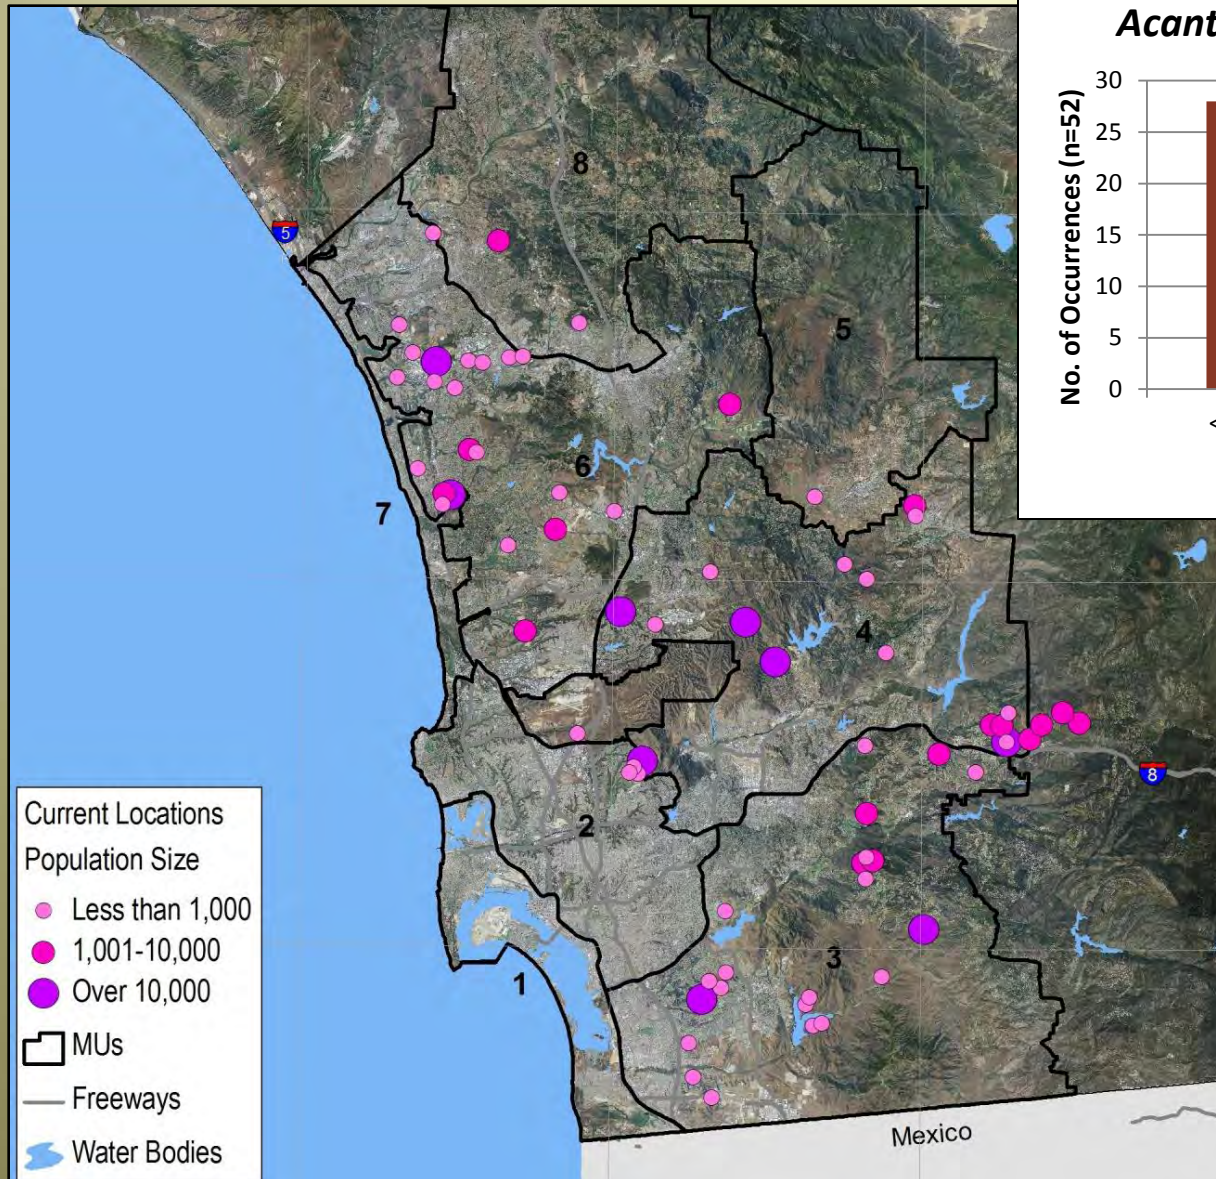 Acant
No. of Occurrences (n=52)
30
25
20
15
10
5
0
<
8
5
5
6
7
4
8
2
3
1
Current Locations
Population Size
Less than 1,000
1,001-10,000
Over 10,000
MUs
Freeways
Water Bodies
Mexico